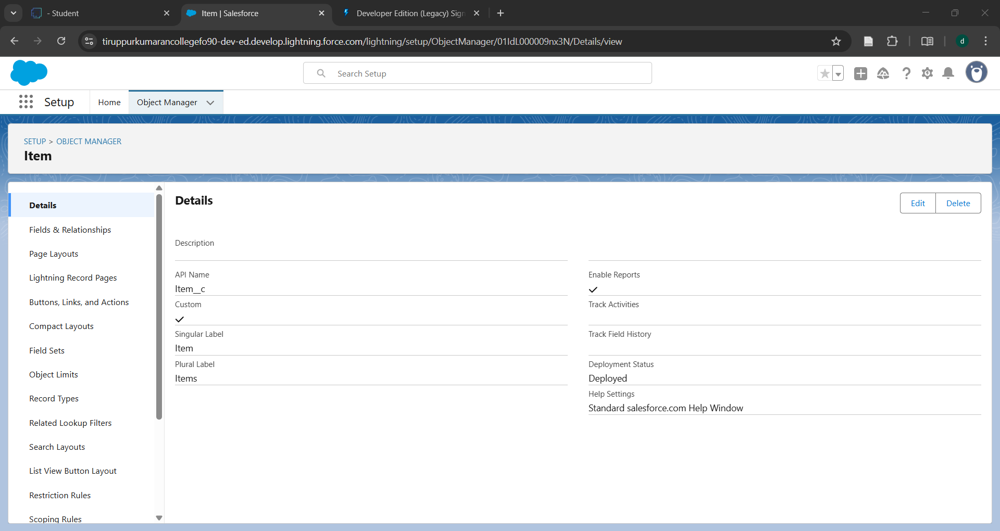 - Student
Item | Salesforce
Developer Edition (Legacy) Sign
tiruppurkumarancollegefo90-dev-ed.develop.lightning.force.com/lightning/setup/ObjectManager/01IdL000009nx3N/Details/view
d
Search Setup
Setup
Home
Object Manager
SETUP > OBJECT MANAGER
Item
Details
Fields & Relationships
Page Layouts
Lightning Record Pages
Buttons, Links, and Actions
Compact Layouts
Field Sets
Object Limits
Record Types
Related Lookup Filters
Search Layouts
List View Button Layout
Restriction Rules
Scoping Rules
Details
Edit
Delete
Description
API Name
Item__c
Custom
Singular Label
Item
Plural Label
Items
Enable Reports
Track Activities
Track Field History
Deployment Status
Deployed
Help Settings
Standard salesforce.com Help Window